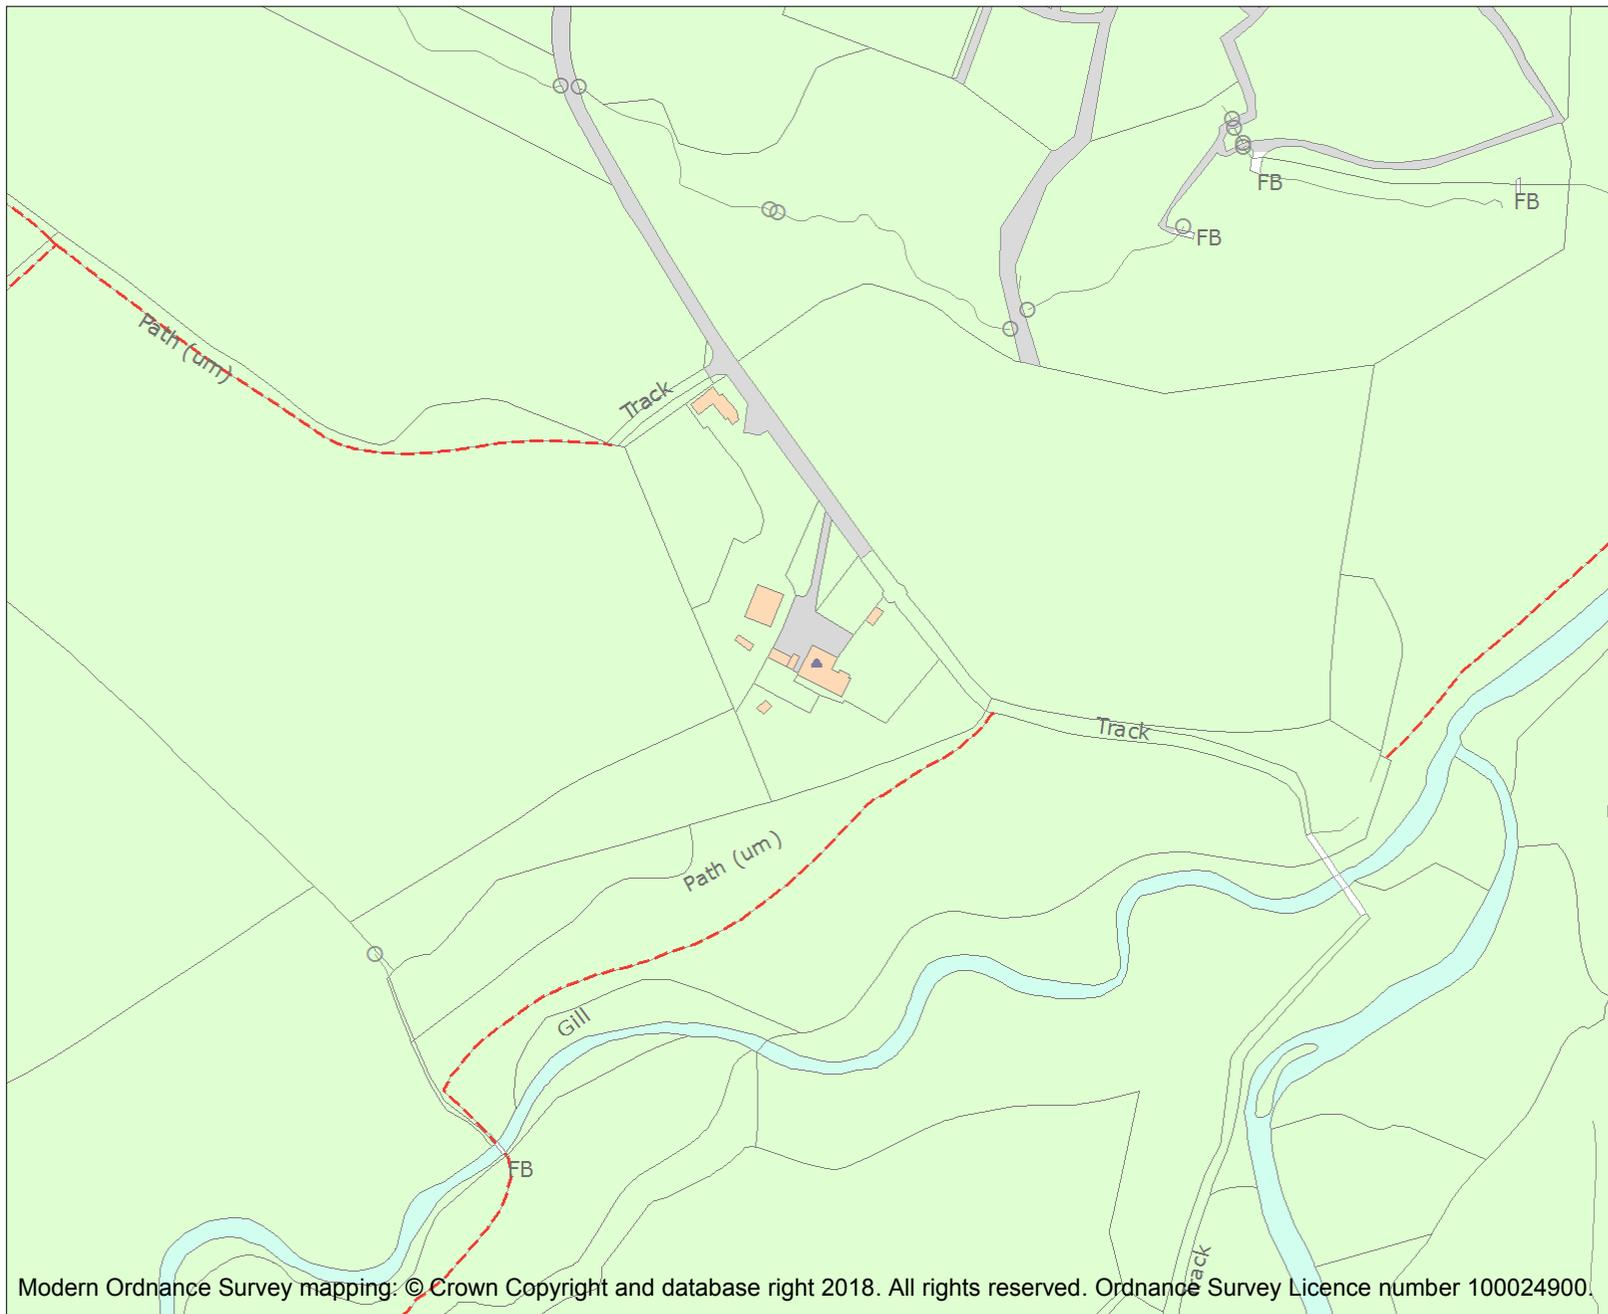 FB
FB
FB
Path (um)
Track
Track
Path (um)
Gill
FB
Track
Modern Ordnance Survey mapping: © Crown Copyright and database right 2018. All rights reserved. Ordnance Survey Licence number 100024900.